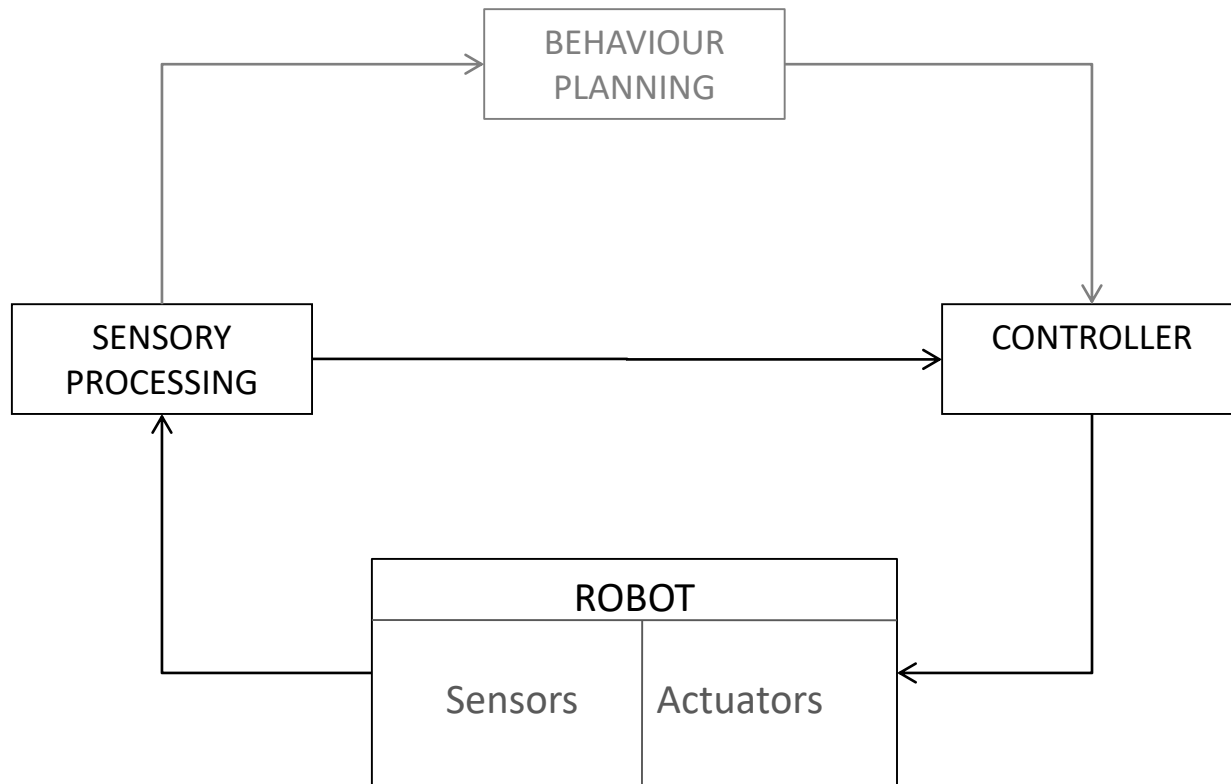 BEHAVIOUR
PLANNING
SENSORY
PROCESSING
CONTROLLER
ROBOT
Sensors
Actuators